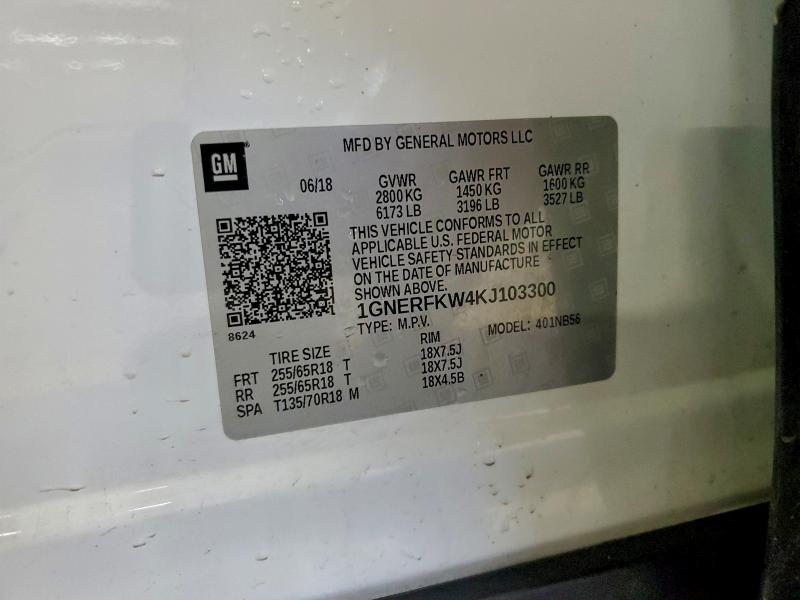 GM
MFD BY GENERAL MOTORS LLC
06/18 GVWR GAWR FRT GAWR RR
2800 KG 1450 KG 1600 KG
6173 LB 3196 LB 3527 LB
THIS VEHICLE CONFORMS TO ALL
APPLICABLE U.S. FEDERAL MOTOR
VEHICLE SAFETY STANDARDS IN EFFECT
ON THE DATE OF MANUFACTURE
SHOWN ABOVE.
1GNERFKW4KJ103300
8624
TYPE: M.P.V. MODEL: 401NB56
TIRE SIZE RIM
FRT 255/65R18 T 18X7.5J
RR 255/65R18 T 18X7.5J
SPA T135/70R18 M 18X4.5B